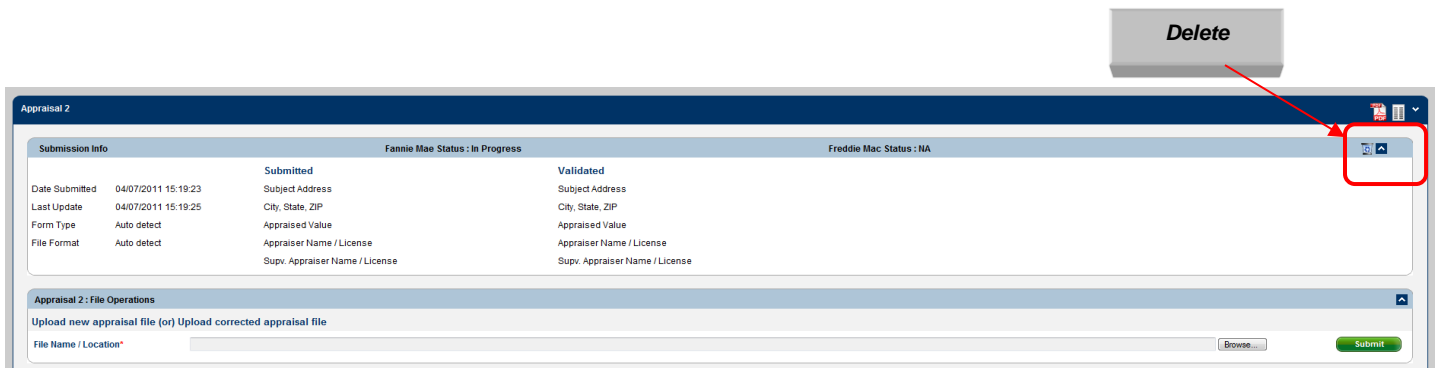 Delete
Appraisal 2
PDF
Submission Info Fannie Mae Status : In Progress Freddie Mac Status : NA
Submitted Validated
Date Submitted 04/07/2011 15:19:23 Subject Address Subject Address
Last Update 04/07/2011 15:19:25 City, State, ZIP City, State, ZIP
Form Type Auto detect Appraised Value Appraised Value
File Format Auto detect Appraiser Name / License Appraiser Name / License
Supv. Appraiser Name / License Supv. Appraiser Name / License
Appraisal 2 : File Operations
Upload new appraisal file (or) Upload corrected appraisal file
File Name / Location* Browse... Submit